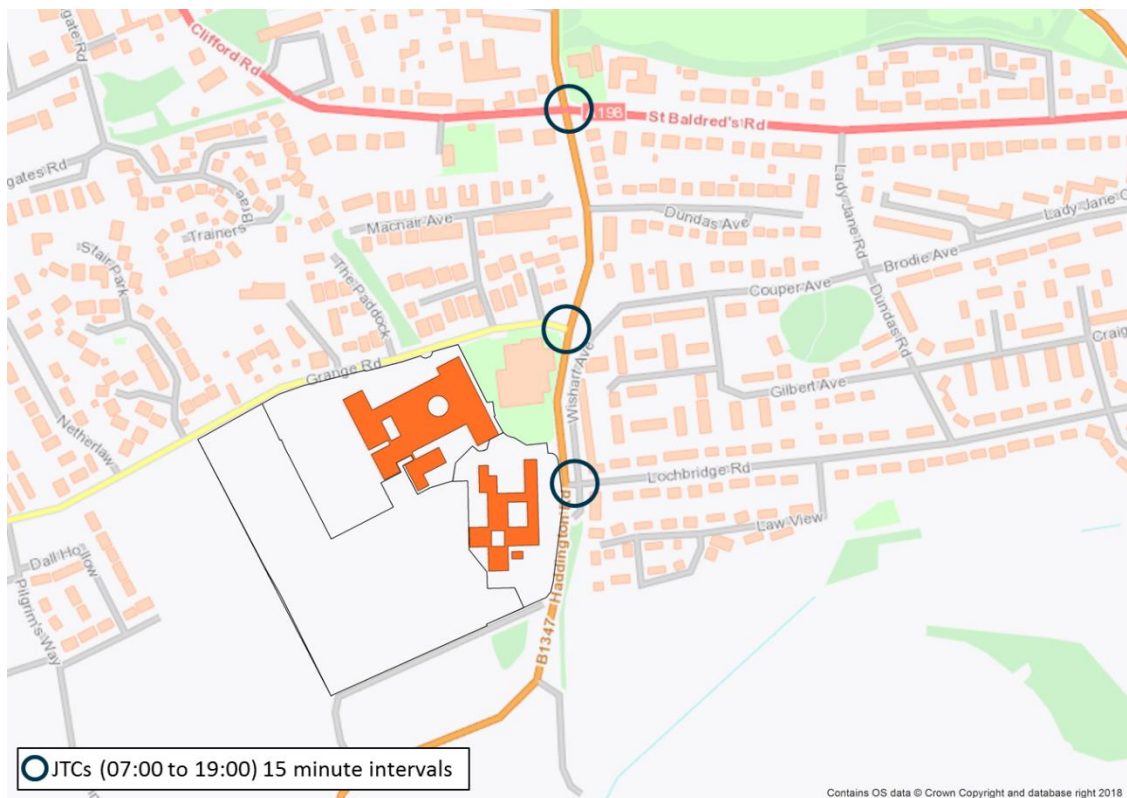 gate Rd
Clifford Rd
A198
St Baldred's Rd
gates Rd
Trainers
Brae
Macnair Ave
Dundas Ave
Lady Jane Rd
Lady Jane G
Stair Park
The Paddock
Brodie Ave
Couper Ave
Dundas Rd
Craig
Grange Rd
Wishart Ave
Gilbert Ave
Netherlaw
Lochbridge Rd
Law View
Dall Hollow
Pilgrim's Way
B1347 Haddington Rd
JTCs (07:00 to 19:00) 15 minute intervals
Contains OS data © Crown Copyright and database right 2018